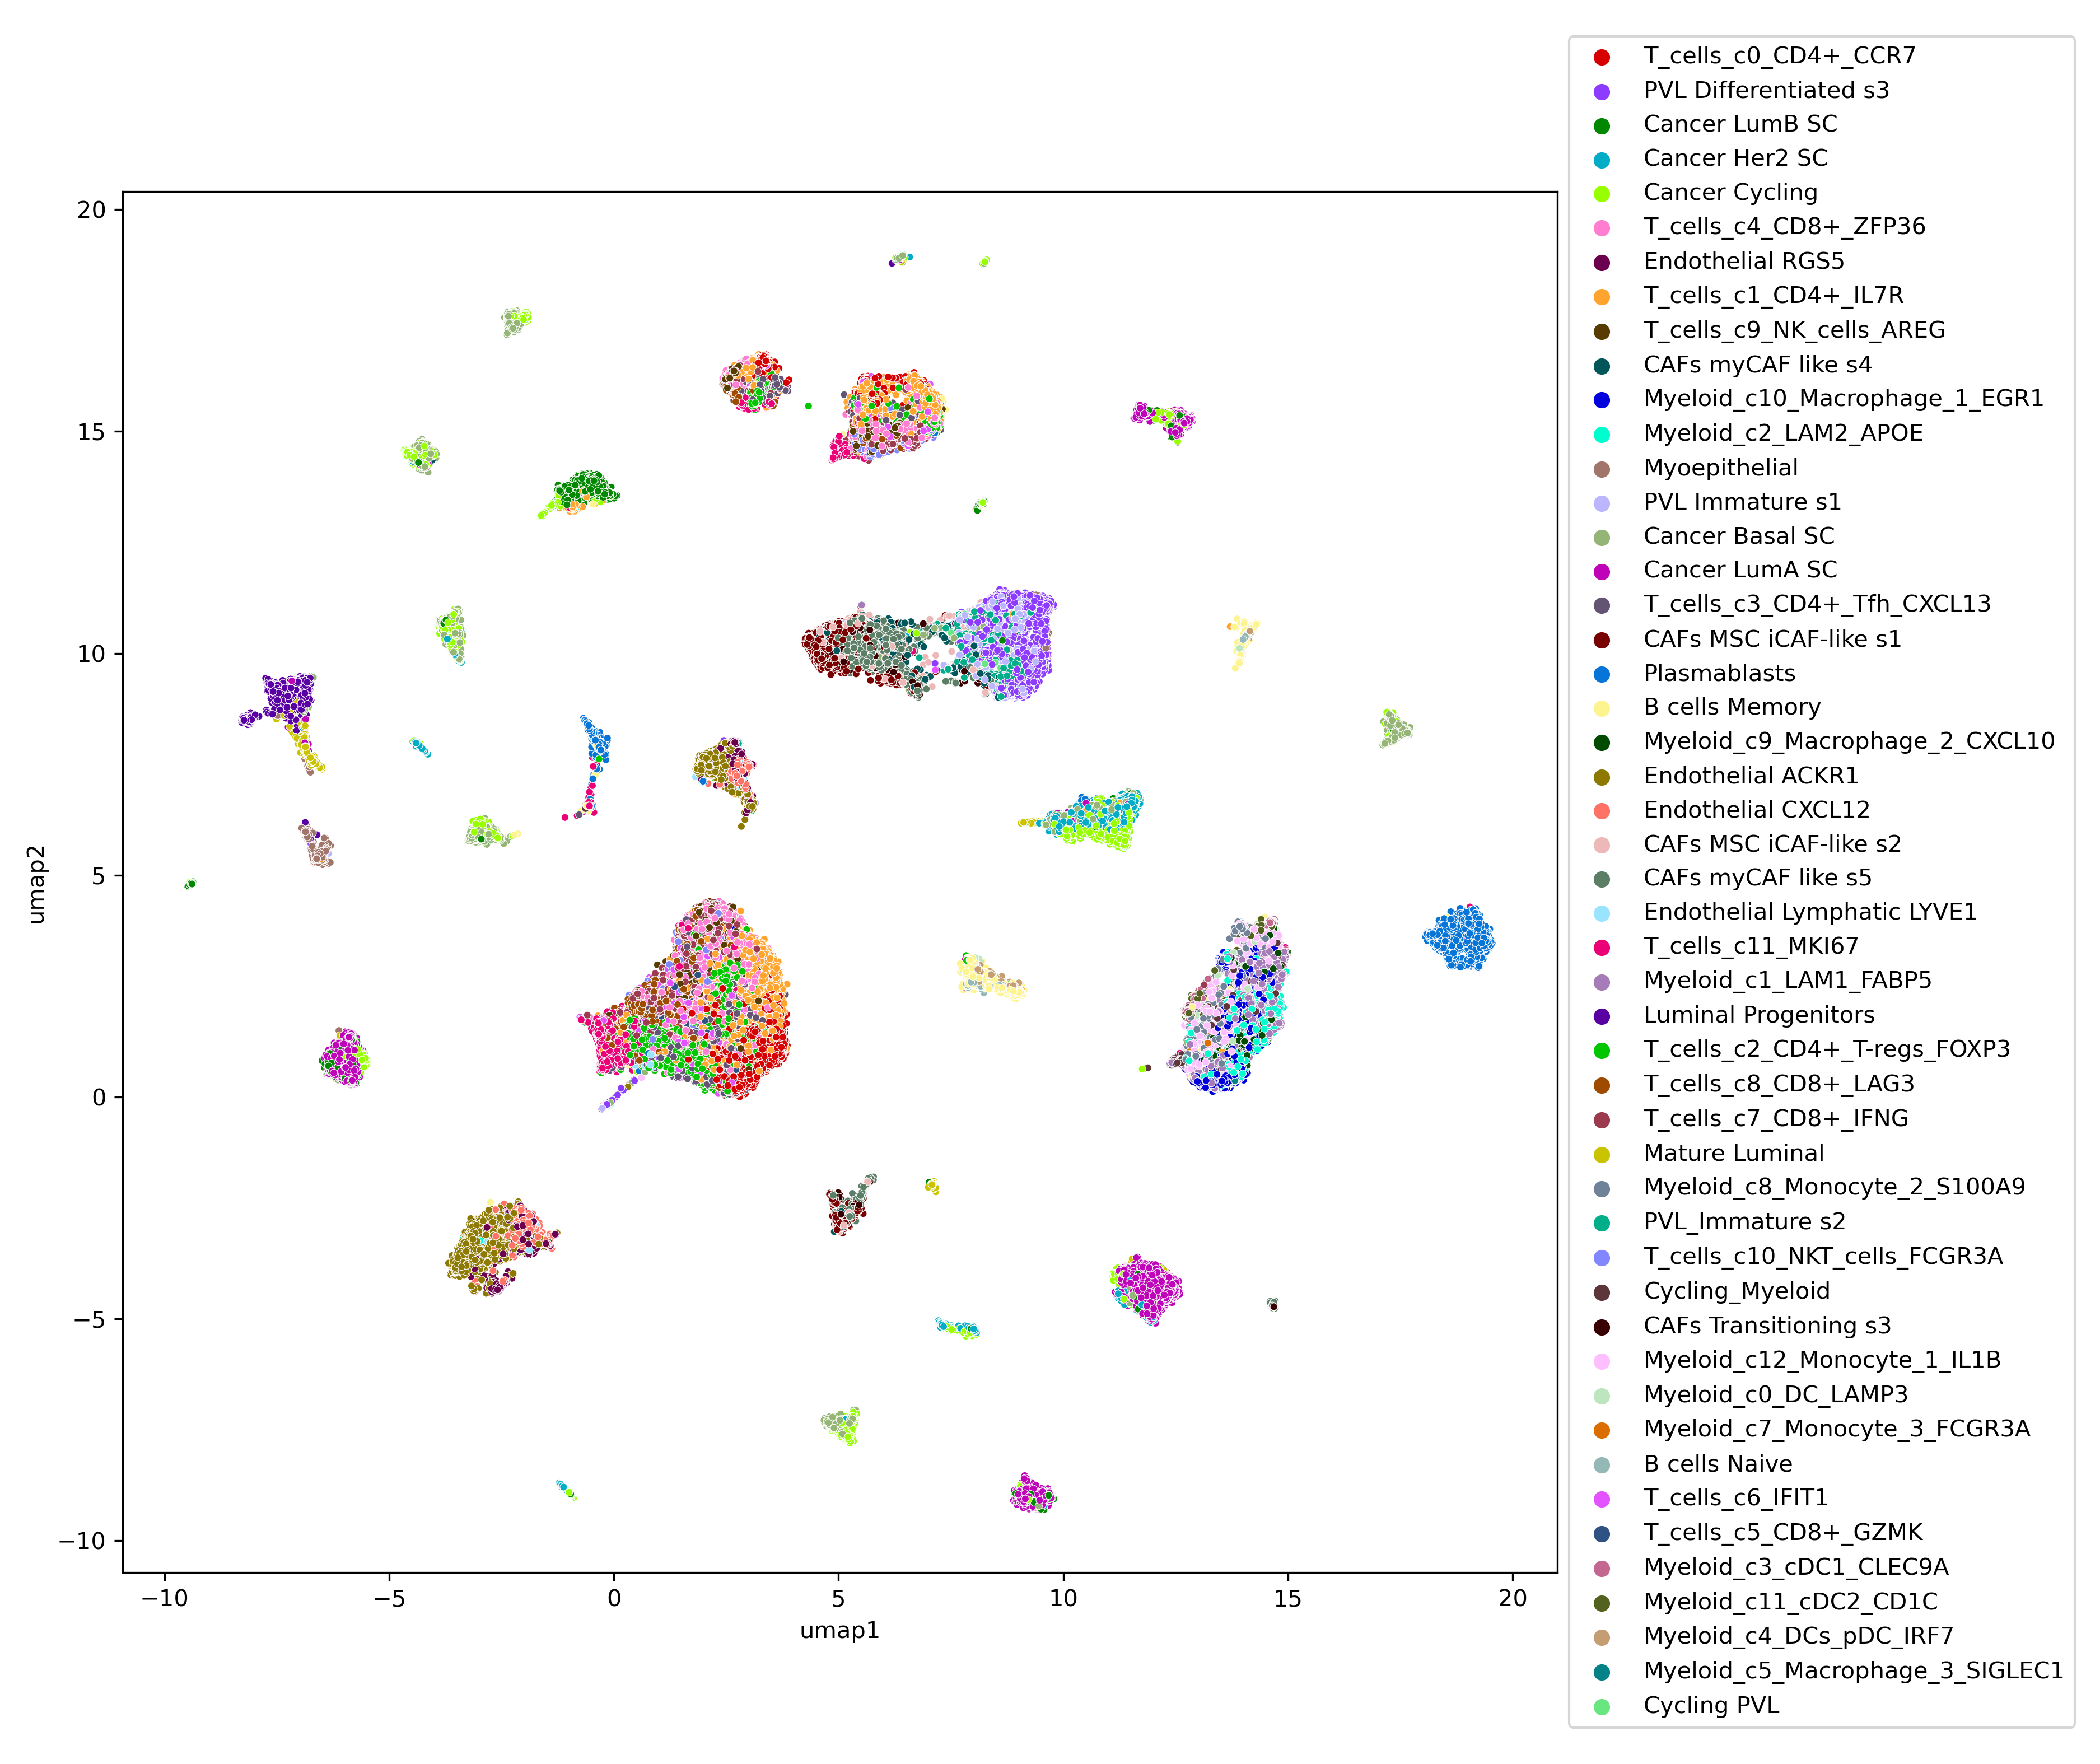 T_cells_c0_CD4+_CCR7
PVL Differentiated s3
Cancer LumB SC
Cancer Her2 SC
Cancer Cycling
T_cells_c4_CD8+_ZFP36
Endothelial RGS5
T_cells_c1_CD4+_IL7R
T_cells_c9_NK_cells_AREG
CAFs myCAF like s4
Myeloid_c10_Macrophage_1_EGR1
Myeloid_c2_LAM2_APOE
Myoepithelial
PVL Immature s1
Cancer Basal SC
Cancer LumA SC
T_cells_c3_CD4+_Tfh_CXCL13
CAFs MSC iCAF-like s1
Plasmablasts
B cells Memory
Myeloid_c9_Macrophage_2_CXCL10
Endothelial ACKR1
Endothelial CXCL12
CAFs MSC iCAF-like s2
CAFs myCAF like s5
Endothelial Lymphatic LYVE1
T_cells_c11_MKI67
Myeloid_c1_LAM1_FABP5
Luminal Progenitors
T_cells_c2_CD4+_T-regs_FOXP3
T_cells_c8_CD8+_LAG3
T_cells_c7_CD8+_IFNG
Mature Luminal
Myeloid_c8_Monocyte_2_S100A9
PVL_Immature s2
T_cells_c10_NKT_cells_FCGR3A
Cycling_Myeloid
CAFs Transitioning s3
Myeloid_c12_Monocyte_1_IL1B
Myeloid_c0_DC_LAMP3
Myeloid_c7_Monocyte_3_FCGR3A
B cells Naive
T_cells_c6_IFIT1
T_cells_c5_CD8+_GZMK
Myeloid_c3_cDC1_CLEC9A
Myeloid_c11_cDC2_CD1C
Myeloid_c4_DCs_pDC_IRF7
Myeloid_c5_Macrophage_3_SIGLEC1
Cycling PVL
20
15
10
5
0
−5
−10
umap2
−10 −5 0 5 10 15 20
umap1